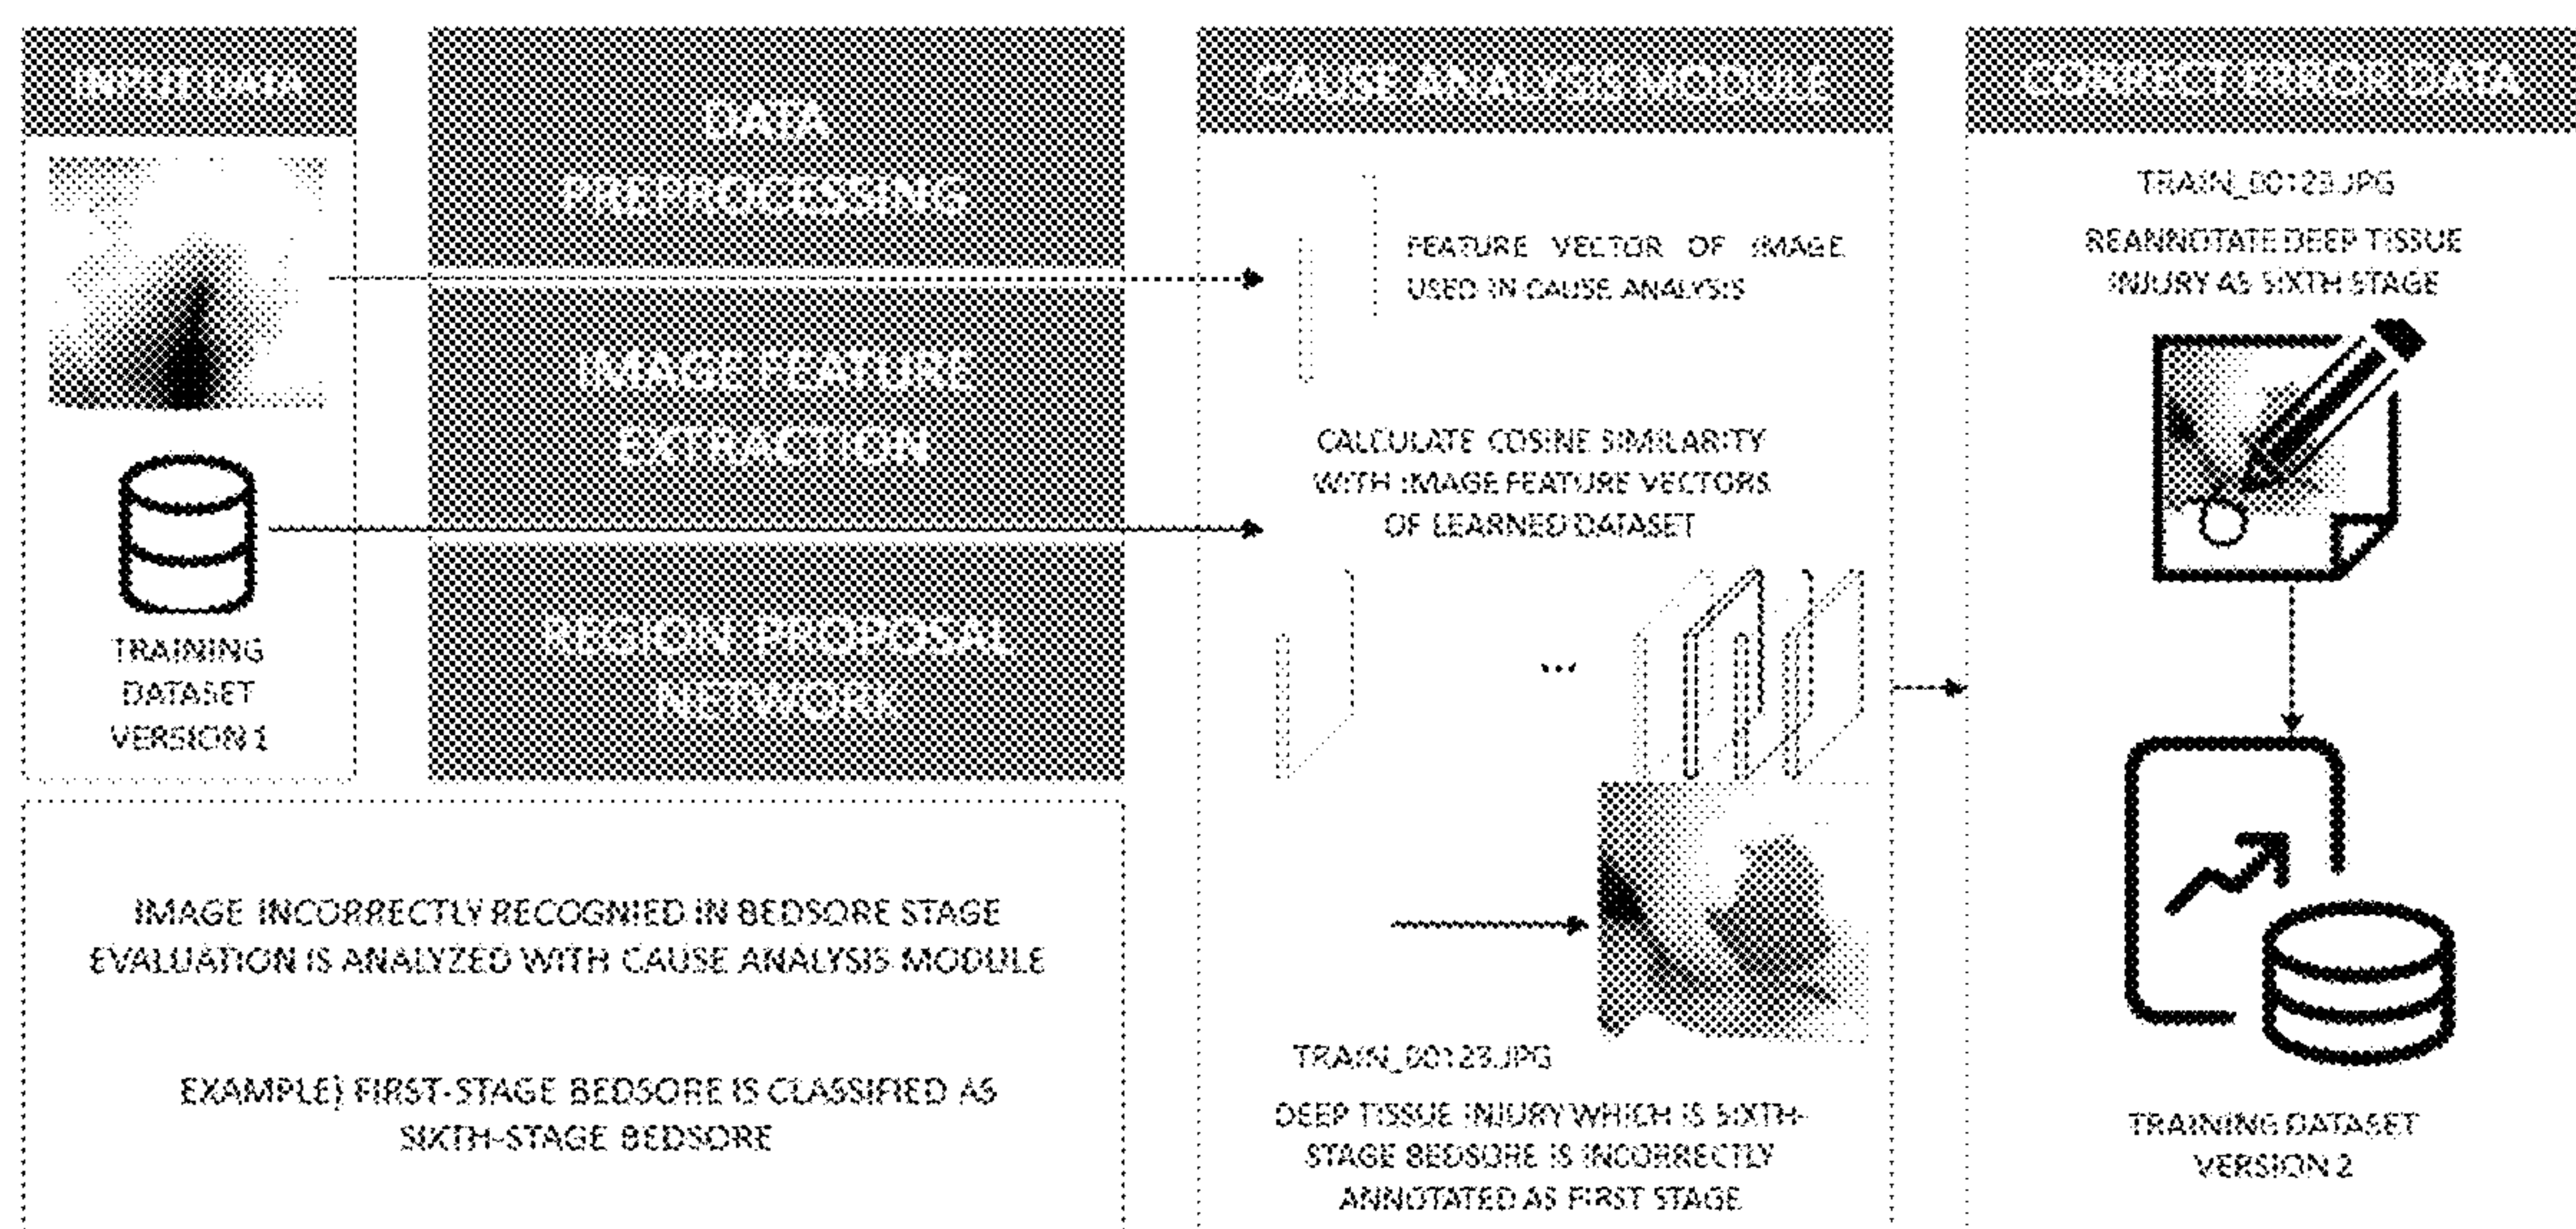 INPUT DATA
TRAINING
DATASET
VERSION 1
DATA
PREPROCESSING
IMAGE FEATURE
EXTRACTION
REGION PROPOSAL
NETWORK
IMAGE INCORRECTLY RECOGNIED IN BEDSORE STAGE
EVALUATION IS ANALYZED WITH CAUSE ANALYSIS MODULE
EXAMPLE) FIRST-STAGE BEDSORE IS CLASSIFIED AS
SIXTH-STAGE BEDSORE
CAUSE ANALYSIS MODULE
FEATURE VECTOR OF IMAGE
USED IN CAUSE ANALYSIS
CALCULATE COSINE SIMILARITY
WITH IMAGE FEATURE VECTORS
OF LEARNED DATASET
...
TRAIN_00123.JPG
DEEP TISSUE INJURY WHICH IS SIXTH-
STAGE BEDSORE IS INCORRECTLY
ANNOTATED AS FIRST STAGE
CORRECT ERROR DATA
TRAIN_00123.JPG
REANNOTATE DEEP TISSUE
INJURY AS SIXTH STAGE
TRAINING DATASET
VERSION 2